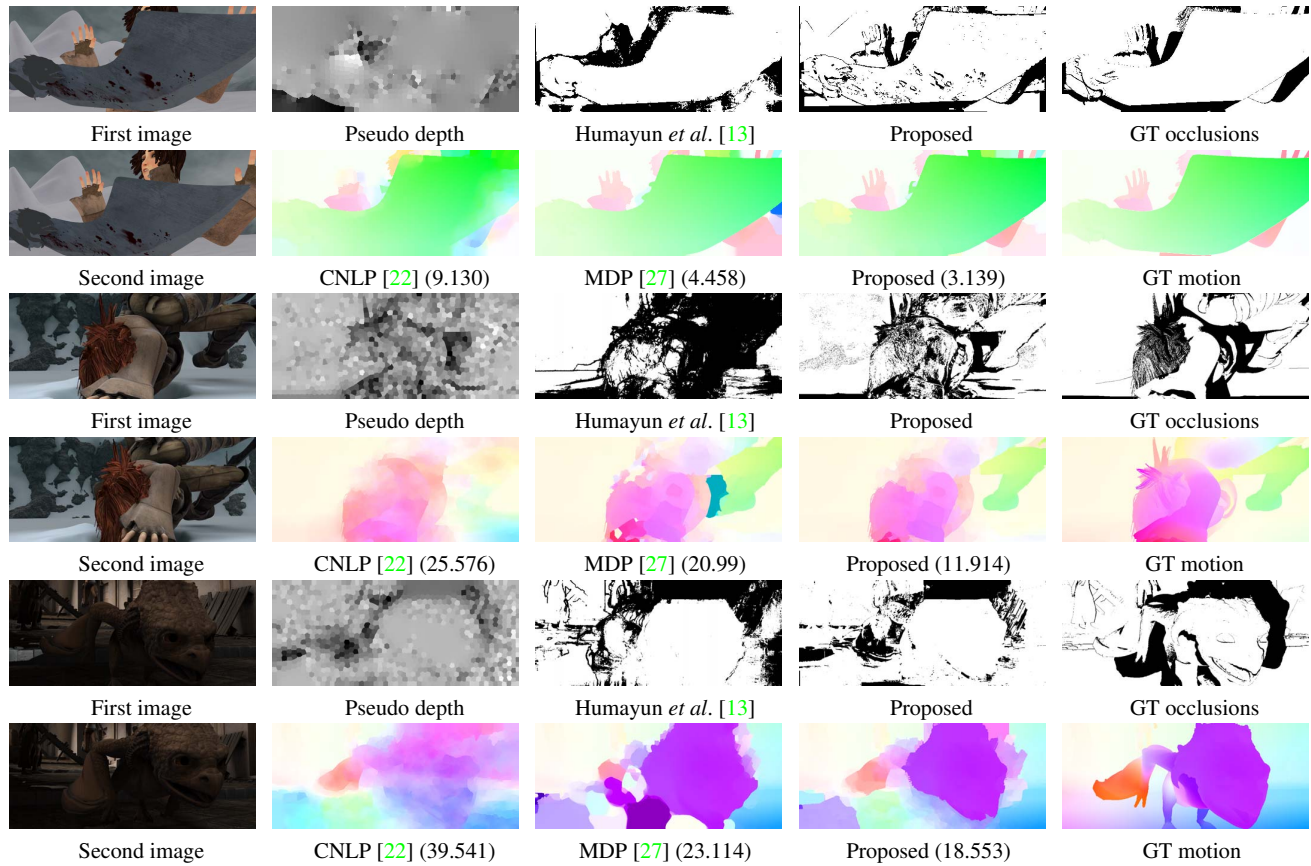 First image Pseudo depth Humayun et al. [13] Proposed GT occlusions
Second image CNLP [22] (9.130) MDP [27] (4.458) Proposed (3.139) GT motion
First image Pseudo depth Humayun et al. [13] Proposed GT occlusions
Second image CNLP [22] (25.576) MDP [27] (20.99) Proposed (11.914) GT motion
First image Pseudo depth Humayun et al. [13] Proposed GT occlusions
Second image CNLP [22] (39.541) MDP [27] (23.114) Proposed (18.553) GT motion